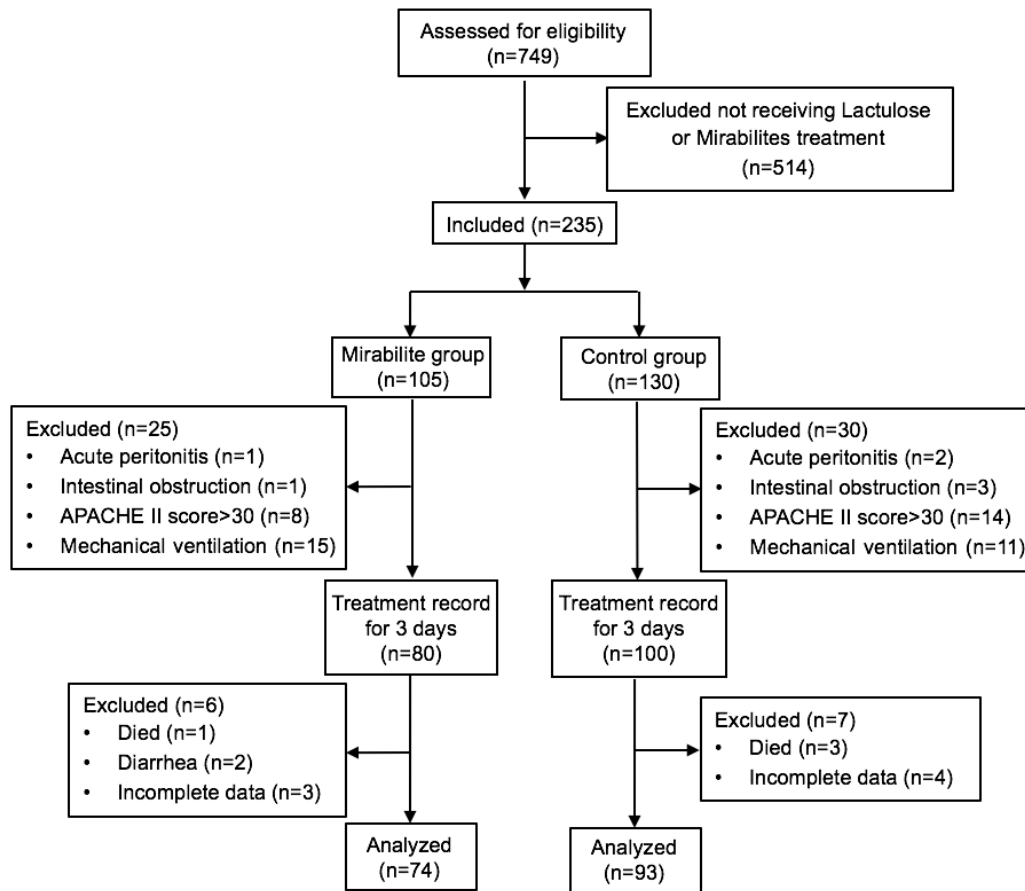 Assessed for eligibility
(n=749)
Excluded not receiving Lactulose
or Mirabilites treatment
(n=514)
Included (n=235)
Mirabilite group
(n=105)
Control group
(n=130)
Excluded (n=25)
• Acute peritonitis (n=1)
• Intestinal obstruction (n=1)
• APACHE II score>30 (n=8)
• Mechanical ventilation (n=15)
Excluded (n=30)
• Acute peritonitis (n=2)
• Intestinal obstruction (n=3)
• APACHE II score>30 (n=14)
• Mechanical ventilation (n=11)
Treatment record
for 3 days
(n=80)
Treatment record
for 3 days
(n=100)
Excluded (n=6)
• Died (n=1)
• Diarrhea (n=2)
• Incomplete data (n=3)
Excluded (n=7)
• Died (n=3)
• Incomplete data (n=4)
Analyzed
(n=74)
Analyzed
(n=93)